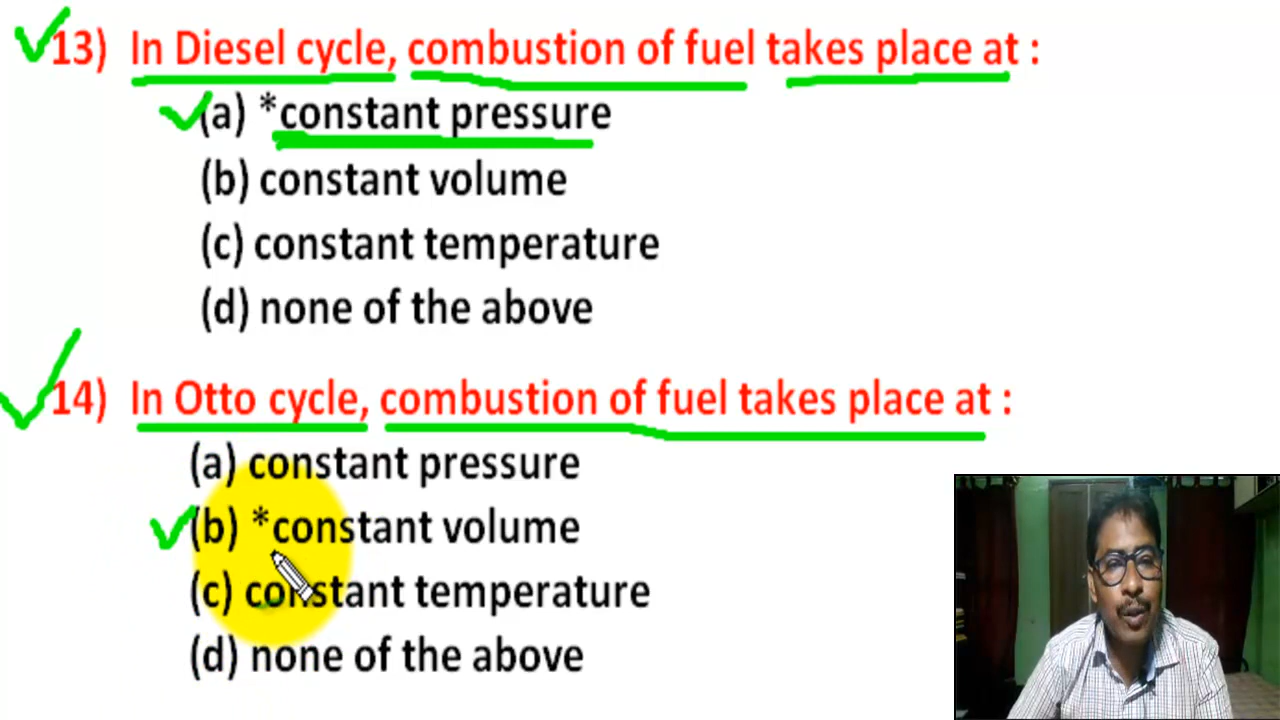 13) In Diesel cycle, combustion of fuel takes place at :
(a) *constant pressure
(b) constant volume
(c) constant temperature
(d) none of the above
14) In Otto cycle, combustion of fuel takes place at :
(a) constant pressure
(b) *constant volume
(c) constant temperature
(d) none of the above